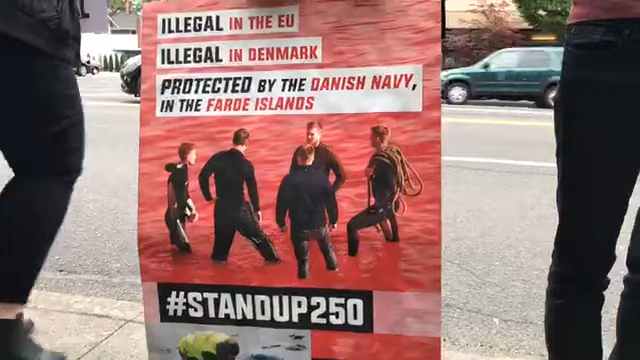 ILLEGAL IN THE EU
ILLEGAL IN DENMARK
PROTECTED BY THE DANISH NAVY,
IN THE FAROE ISLANDS
#STANDUP250